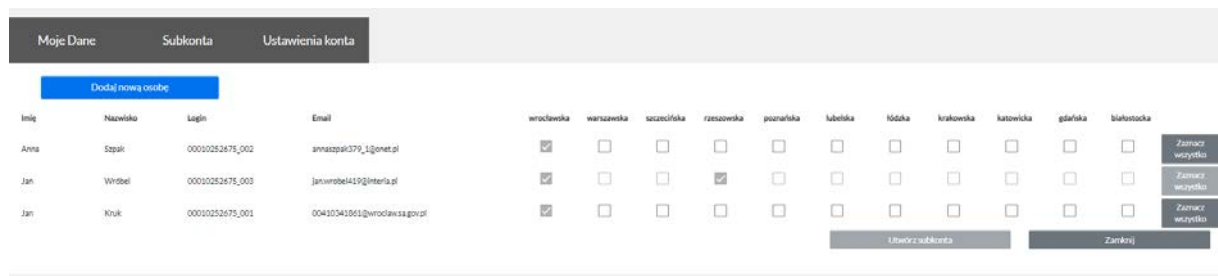 Moje Dane Subkonta Ustawienia konta
Dodaj nową osobę
Imię Nazwisko Login Email wrocławska warszawska szczecińska rzeszowska poznańska lubelska łódzka krakowska katowicka gdańska białostocka
Anna Szpak 00010252675_002 annaszpak379_1@onet.pl Zaznacz wszystko
Jan Wróbel 00010252675_003 jan.wrobel419@interia.pl Zaznacz wszystko
Jan Kruk 00010252675_001 00410341861@wroclaw.sa.gov.pl Zaznacz wszystko
Utwórz subkonta Zamknij